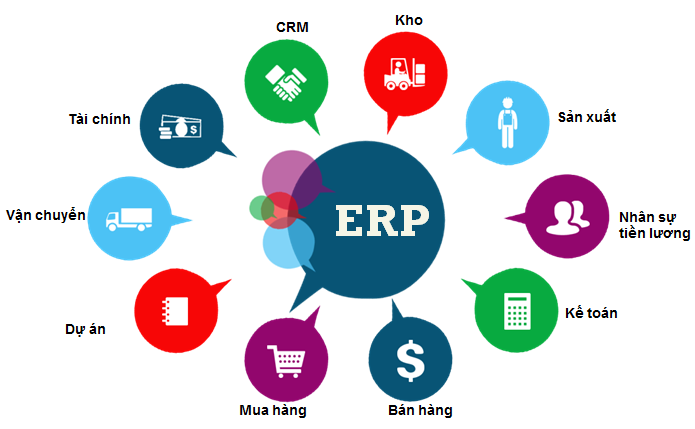 CRM
Kho
Tài chính
Sản xuất
Vận chuyển
ERP
Nhân sự
tiền lương
Dự án
Kế toán
Mua hàng
Bán hàng
$
$